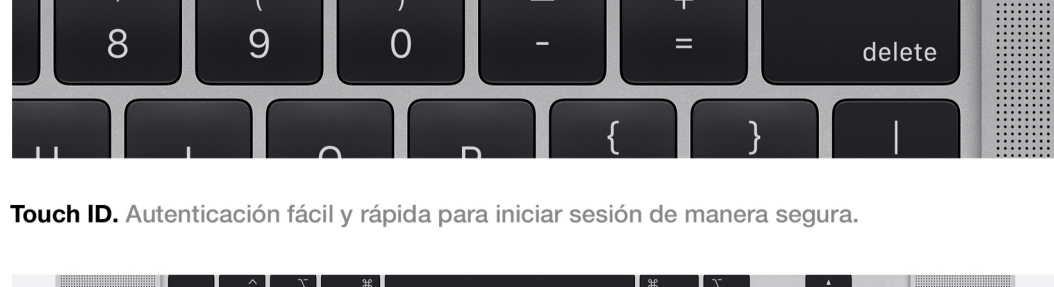 8 9 0 - = delete
{ } |
Touch ID. Autenticación fácil y rápida para iniciar sesión de manera segura.
^ ⌥ ⌘ ⌘ ⌥ ▲